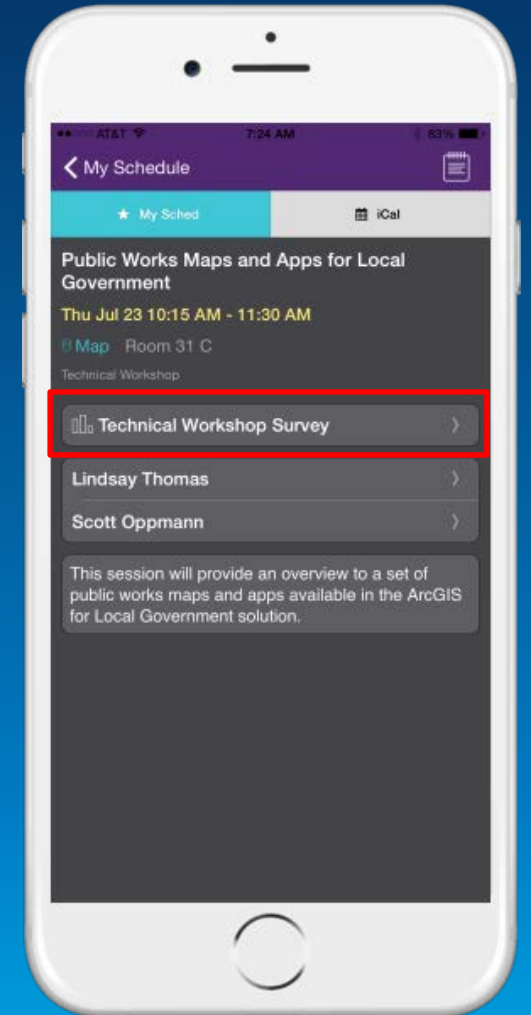 AT&T 7:24 AM 83%
My Schedule
My Sched iCal
Public Works Maps and Apps for Local
Government
Thu Jul 23 10:15 AM - 11:30 AM
Map Room 31 C
Technical Workshop
Technical Workshop Survey
Lindsay Thomas
Scott Oppmann
This session will provide an overview to a set of
public works maps and apps available in the ArcGIS
for Local Government solution.